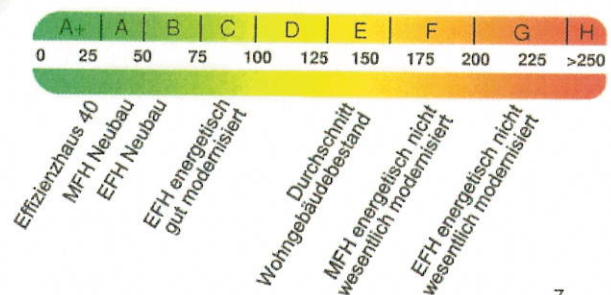 A+ A B C D E F G H
0 25 50 75 100 125 150 175 200 225 >250
Effizienzhaus 40
MFH Neubau
EFH Neubau
EFH energetisch
gut modernisiert
Durchschnitt
Wohngebäudebestand
MFH energetisch nicht
wesentlich modernisiert
EFH energetisch nicht
wesentlich modernisiert